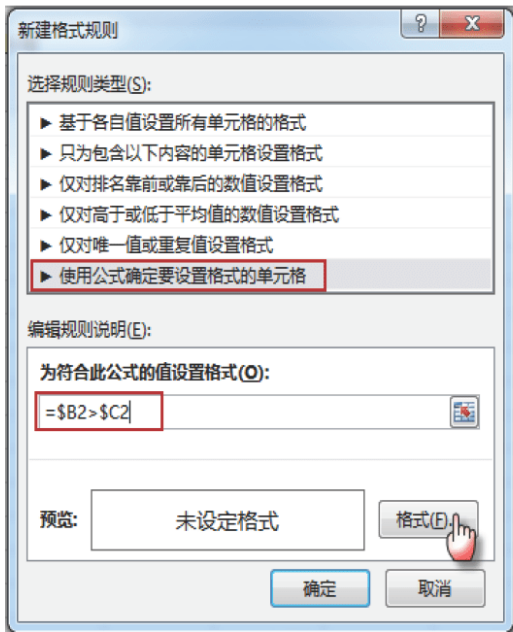 新建格式规则
选择规则类型(S):
► 基于各自值设置所有单元格的格式
► 只为包含以下内容的单元格设置格式
► 仅对排名靠前或靠后的数值设置格式
► 仅对高于或低于平均值的数值设置格式
► 仅对唯一值或重复值设置格式
► 使用公式确定要设置格式的单元格
编辑规则说明(E):
为符合此公式的值设置格式(O):
=$B2>$C2
预览:
未设定格式
格式(F)
确定
取消